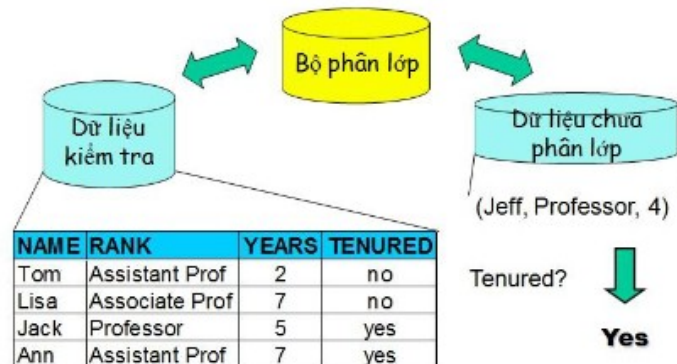 Bộ phân lớp
Dữ liệu
kiểm tra
Dữ liệu chưa
phân lớp
(Jeff, Professor, 4)
NAME RANK YEARS TENURED
Tom Assistant Prof 2 no
Lisa Associate Prof 7 no
Jack Professor 5 yes
Ann Assistant Prof 7 yes
Tenured?
Yes